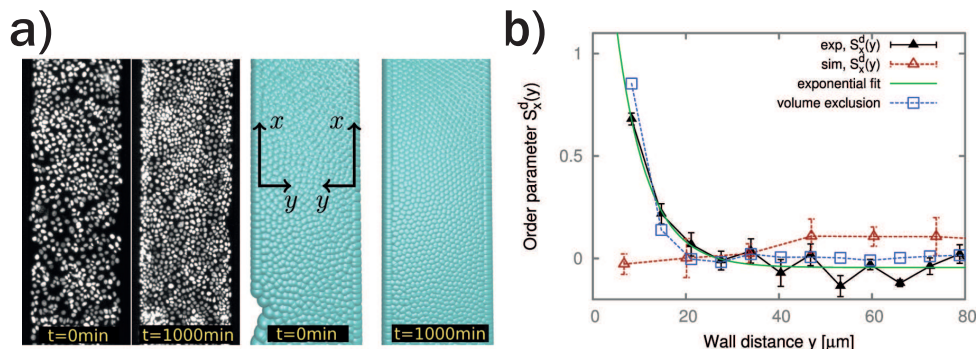 a)
x
y
y
x
t=0min
t=1000min
t=0min
t=1000min
b)
exp, S_x^d(y)
sim, S_x^d(y)
exponential fit
volume exclusion
Order parameter S_x^d(y)
1
0.5
0
0
20
40
60
80
Wall distance y [μm]